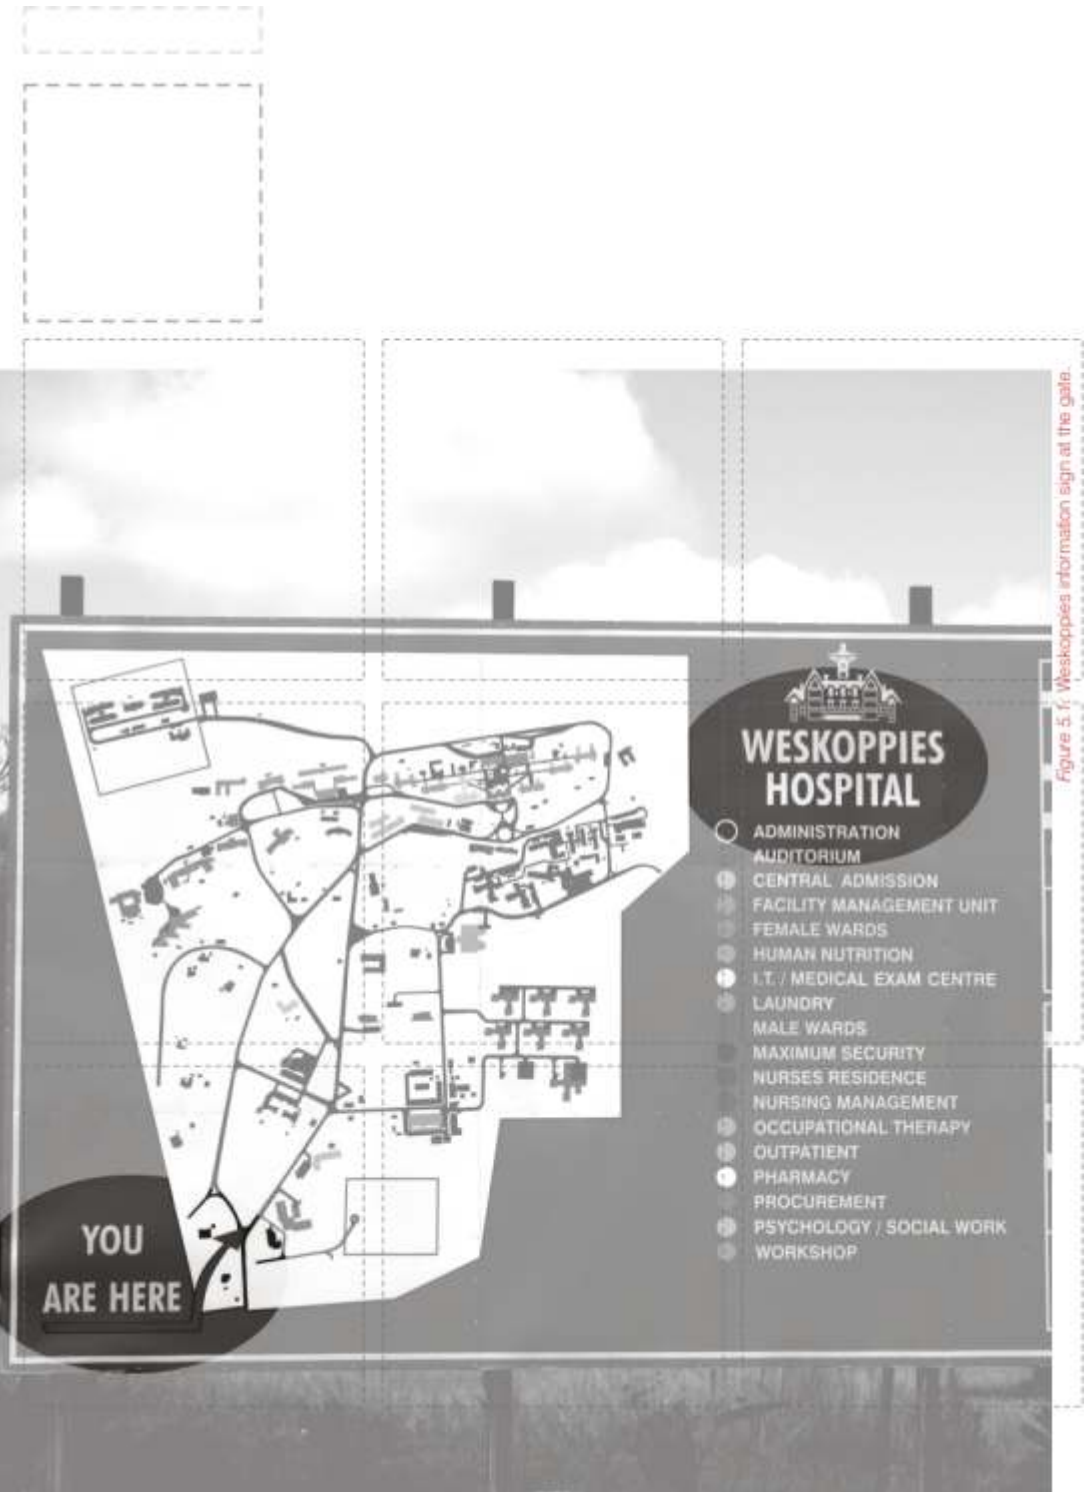 WESKOPPIES
HOSPITAL
ADMINISTRATION
AUDITORIUM
CENTRAL ADMISSION
FACILITY MANAGEMENT UNIT
FEMALE WARDS
HUMAN NUTRITION
I.T. / MEDICAL EXAM CENTRE
LAUNDRY
MALE WARDS
MAXIMUM SECURITY
NURSES RESIDENCE
NURSING MANAGEMENT
OCCUPATIONAL THERAPY
OUTPATIENT
PHARMACY
PROCUREMENT
PSYCHOLOGY / SOCIAL WORK
WORKSHOP
YOU
ARE HERE
Figure 5.1: Weskoppies information sign at the gate.